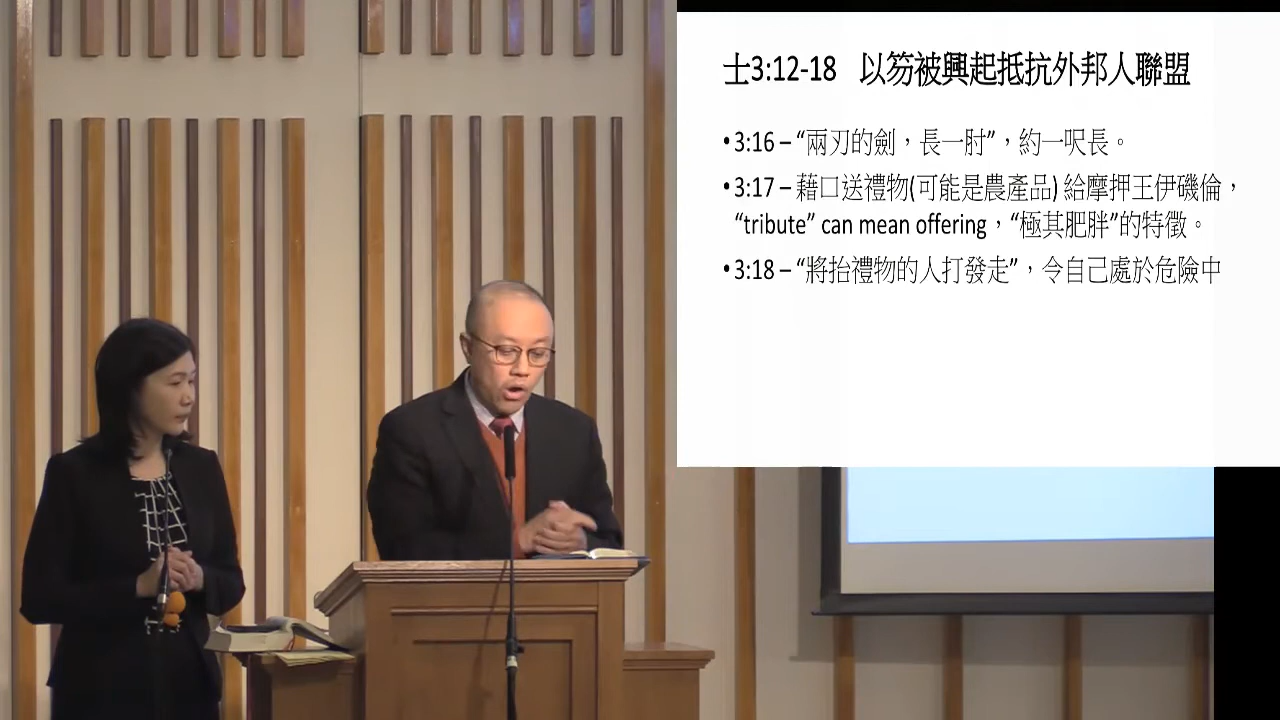 士3:12-18 以笏被興起抵抗外邦人聯盟
• 3:16 – “兩刃的劍，長一肘”，約一呎長。
• 3:17 – 藉口送禮物(可能是農產品) 給摩押王伊磯倫，
“tribute” can mean offering，“極其肥胖”的特徵。
• 3:18 – “將抬禮物的人打發走”，令自己處於危險中